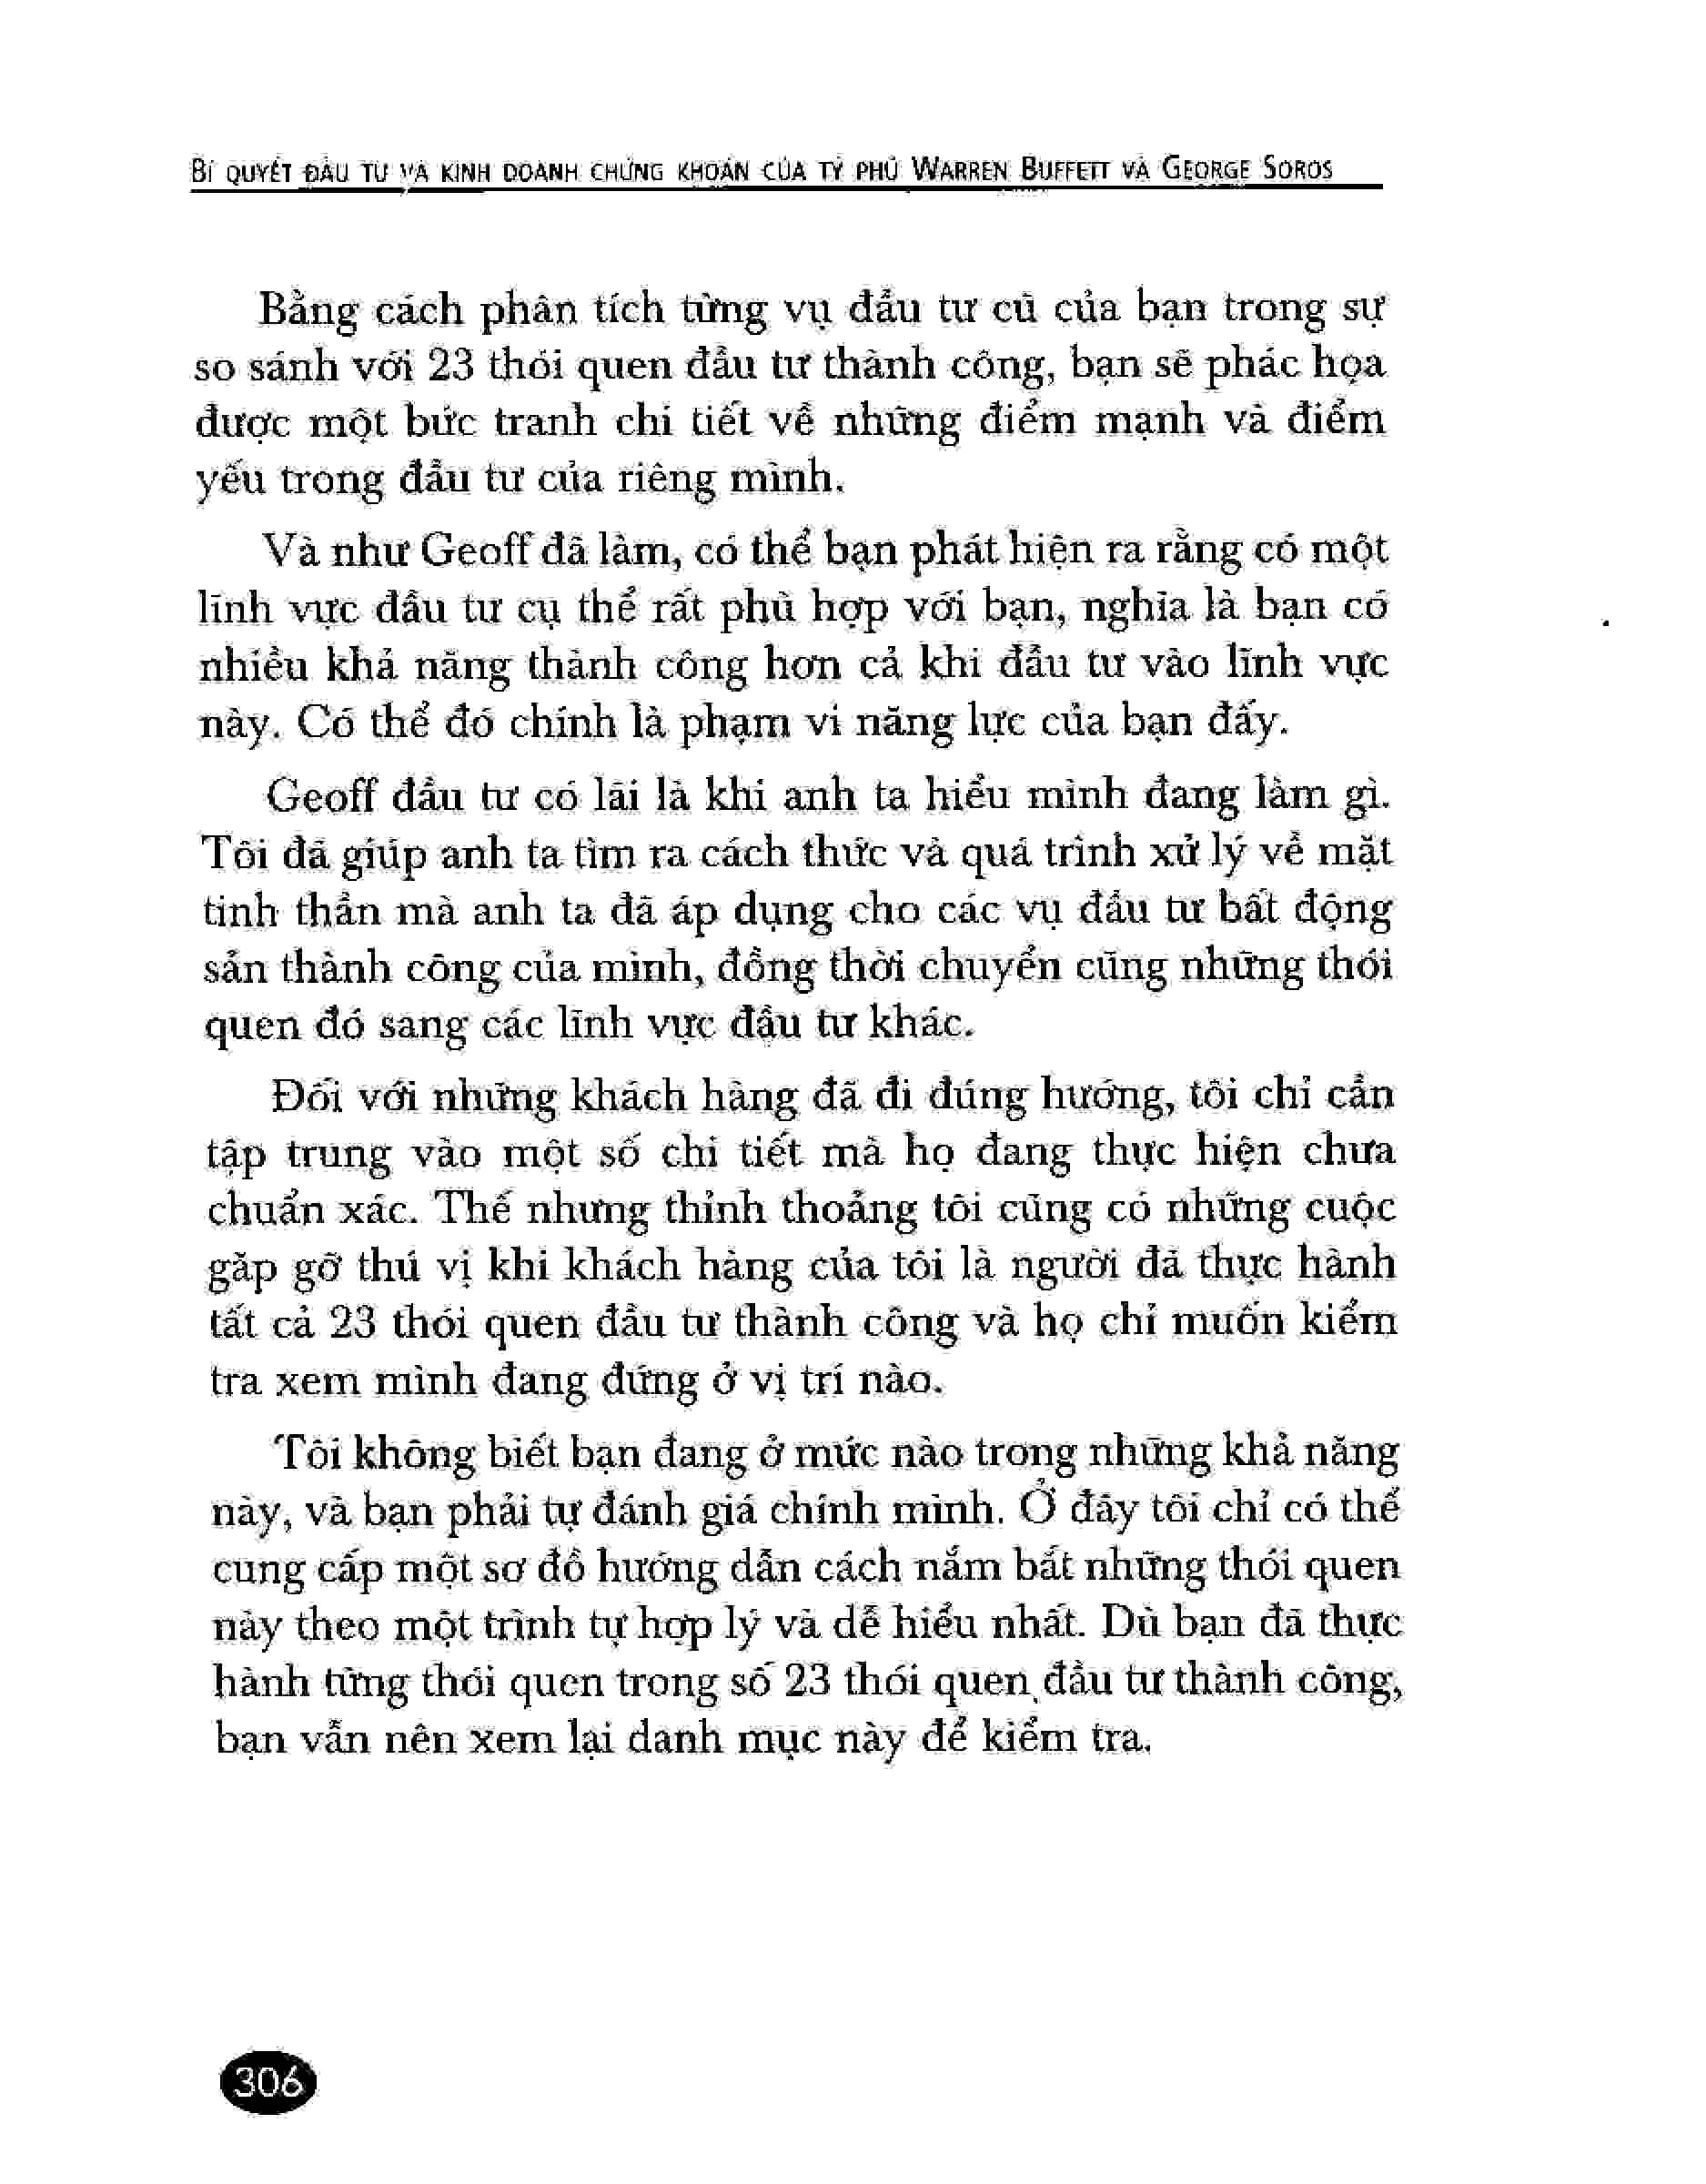 BÍ QUYẾT ĐẦU TƯ VÀ KINH DOANH CHỨNG KHOÁN CỦA TỶ PHÚ WARREN BUFFETT VÀ GEORGE SOROS
Bằng cách phân tích từng vụ đầu tư cũ của bạn trong sự
so sánh với 23 thói quen đầu tư thành công, bạn sẽ phác họa
được một bức tranh chi tiết về những điểm mạnh và điểm
yếu trong đầu tư của riêng mình.
Và như Geoff đã làm, có thể bạn phát hiện ra rằng có một
lĩnh vực đầu tư cụ thể rất phù hợp với bạn, nghĩa là bạn có
nhiều khả năng thành công hơn cả khi đầu tư vào lĩnh vực
này. Có thể đó chính là phạm vi năng lực của bạn đấy.
Geoff đầu tư có lãi là khi anh ta hiểu mình đang làm gì.
Tôi đã giúp anh ta tìm ra cách thức và quá trình xử lý về mặt
tinh thần mà anh ta đã áp dụng cho các vụ đầu tư bất động
sản thành công của mình, đồng thời chuyển cũng những thói
quen đó sang các lĩnh vực đầu tư khác.
Đối với những khách hàng đã đi đúng hướng, tôi chỉ cần
tập trung vào một số chi tiết mà họ đang thực hiện chưa
chuẩn xác. Thế nhưng thỉnh thoảng tôi cũng có những cuộc
gặp gỡ thú vị khi khách hàng của tôi là người đã thực hành
tất cả 23 thói quen đầu tư thành công và họ chỉ muốn kiểm
tra xem mình đang đứng ở vị trí nào.
Tôi không biết bạn đang ở mức nào trong những khả năng
này, và bạn phải tự đánh giá chính mình. Ở đây tôi chỉ có thể
cung cấp một sơ đồ hướng dẫn cách nắm bắt những thói quen
này theo một trình tự hợp lý và dễ hiểu nhất. Dù bạn đã thực
hành từng thói quen trong số 23 thói quen đầu tư thành công,
bạn vẫn nên xem lại danh mục này để kiểm tra.
306